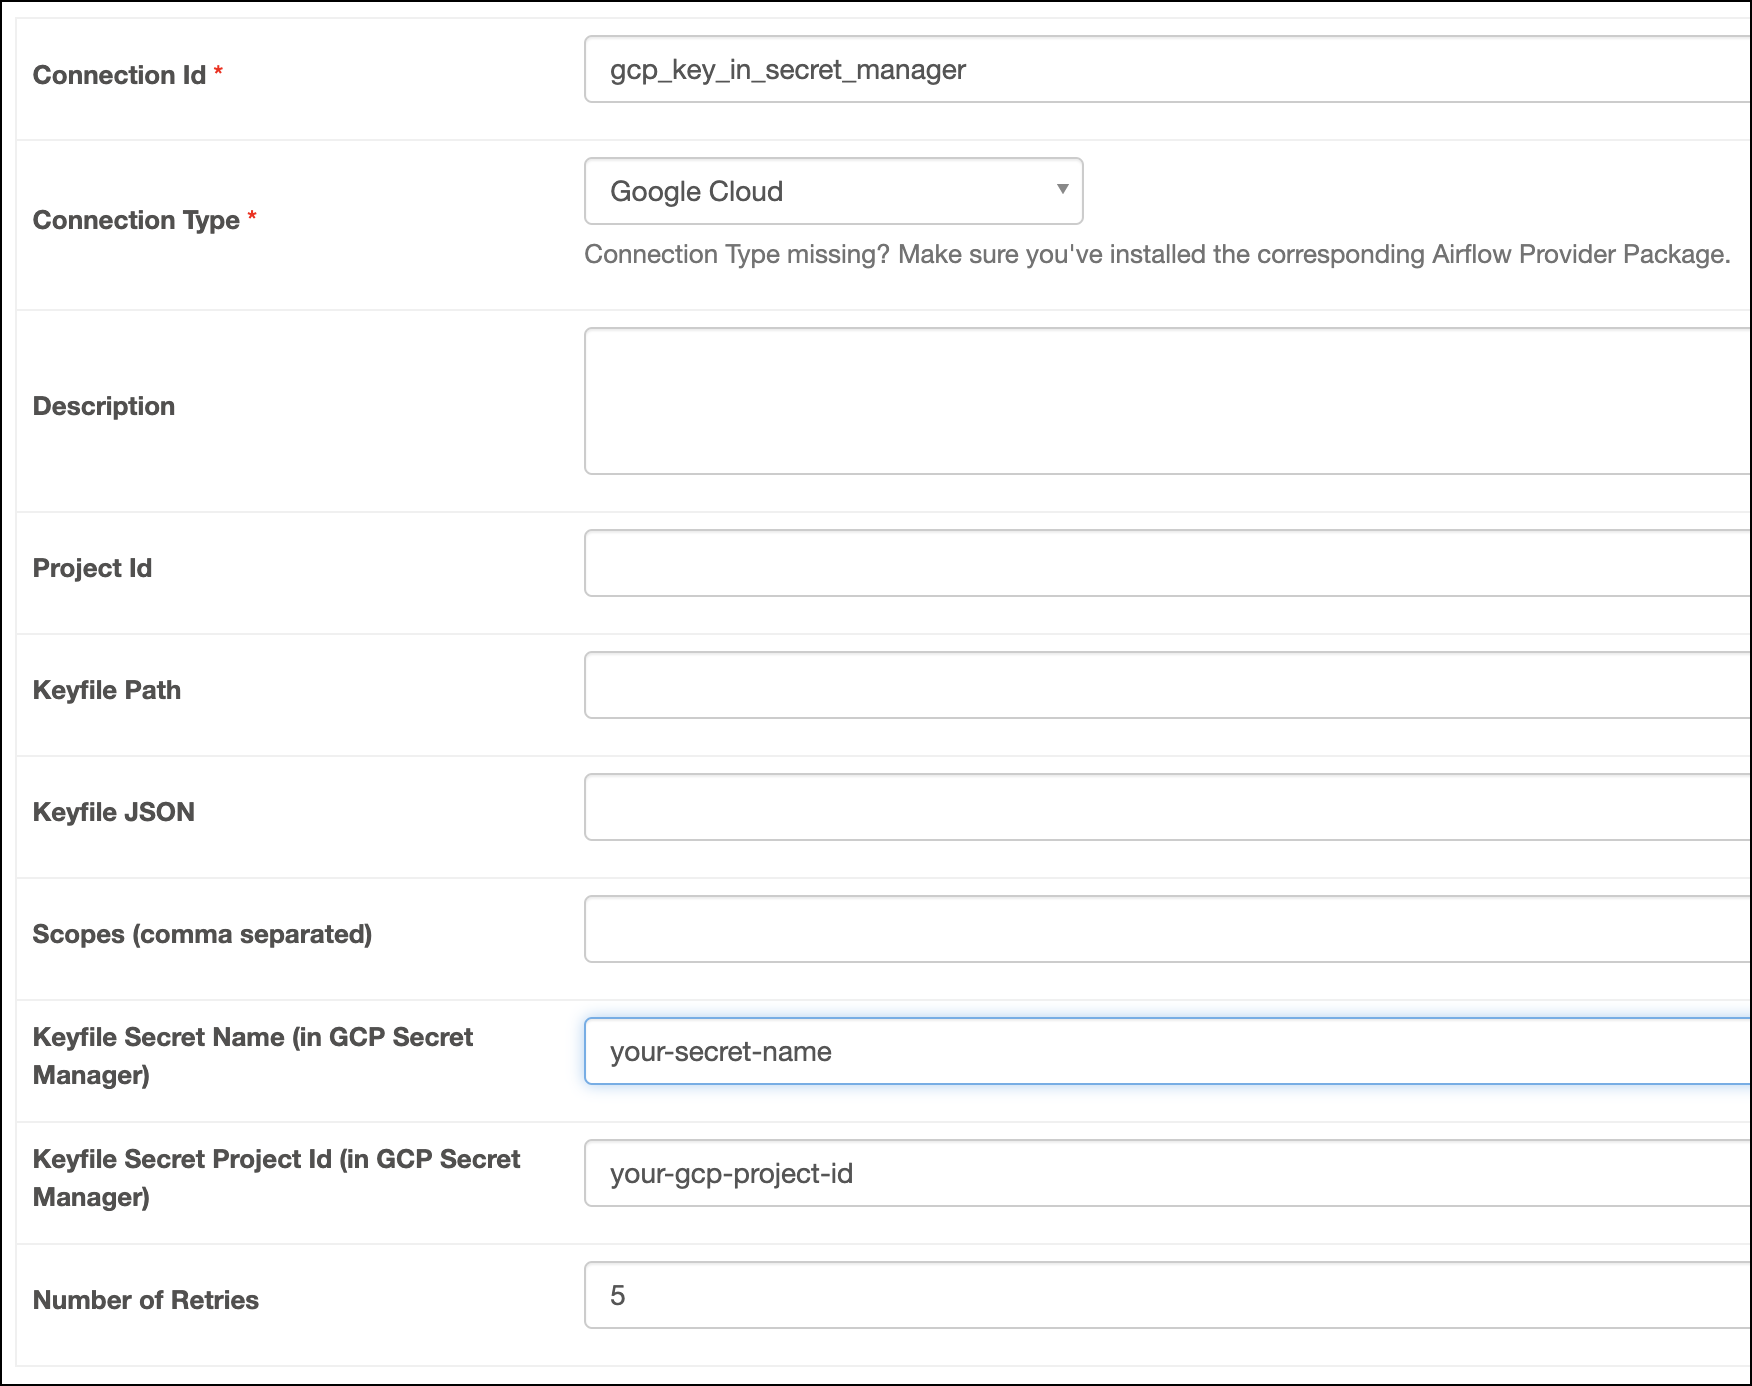 Connection Id *
gcp_key_in_secret_manager
Connection Type *
Google Cloud
Connection Type missing? Make sure you've installed the corresponding Airflow Provider Package.
Description
Project Id
Keyfile Path
Keyfile JSON
Scopes (comma separated)
Keyfile Secret Name (in GCP Secret
Manager)
your-secret-name
Keyfile Secret Project Id (in GCP Secret
Manager)
your-gcp-project-id
Number of Retries
5